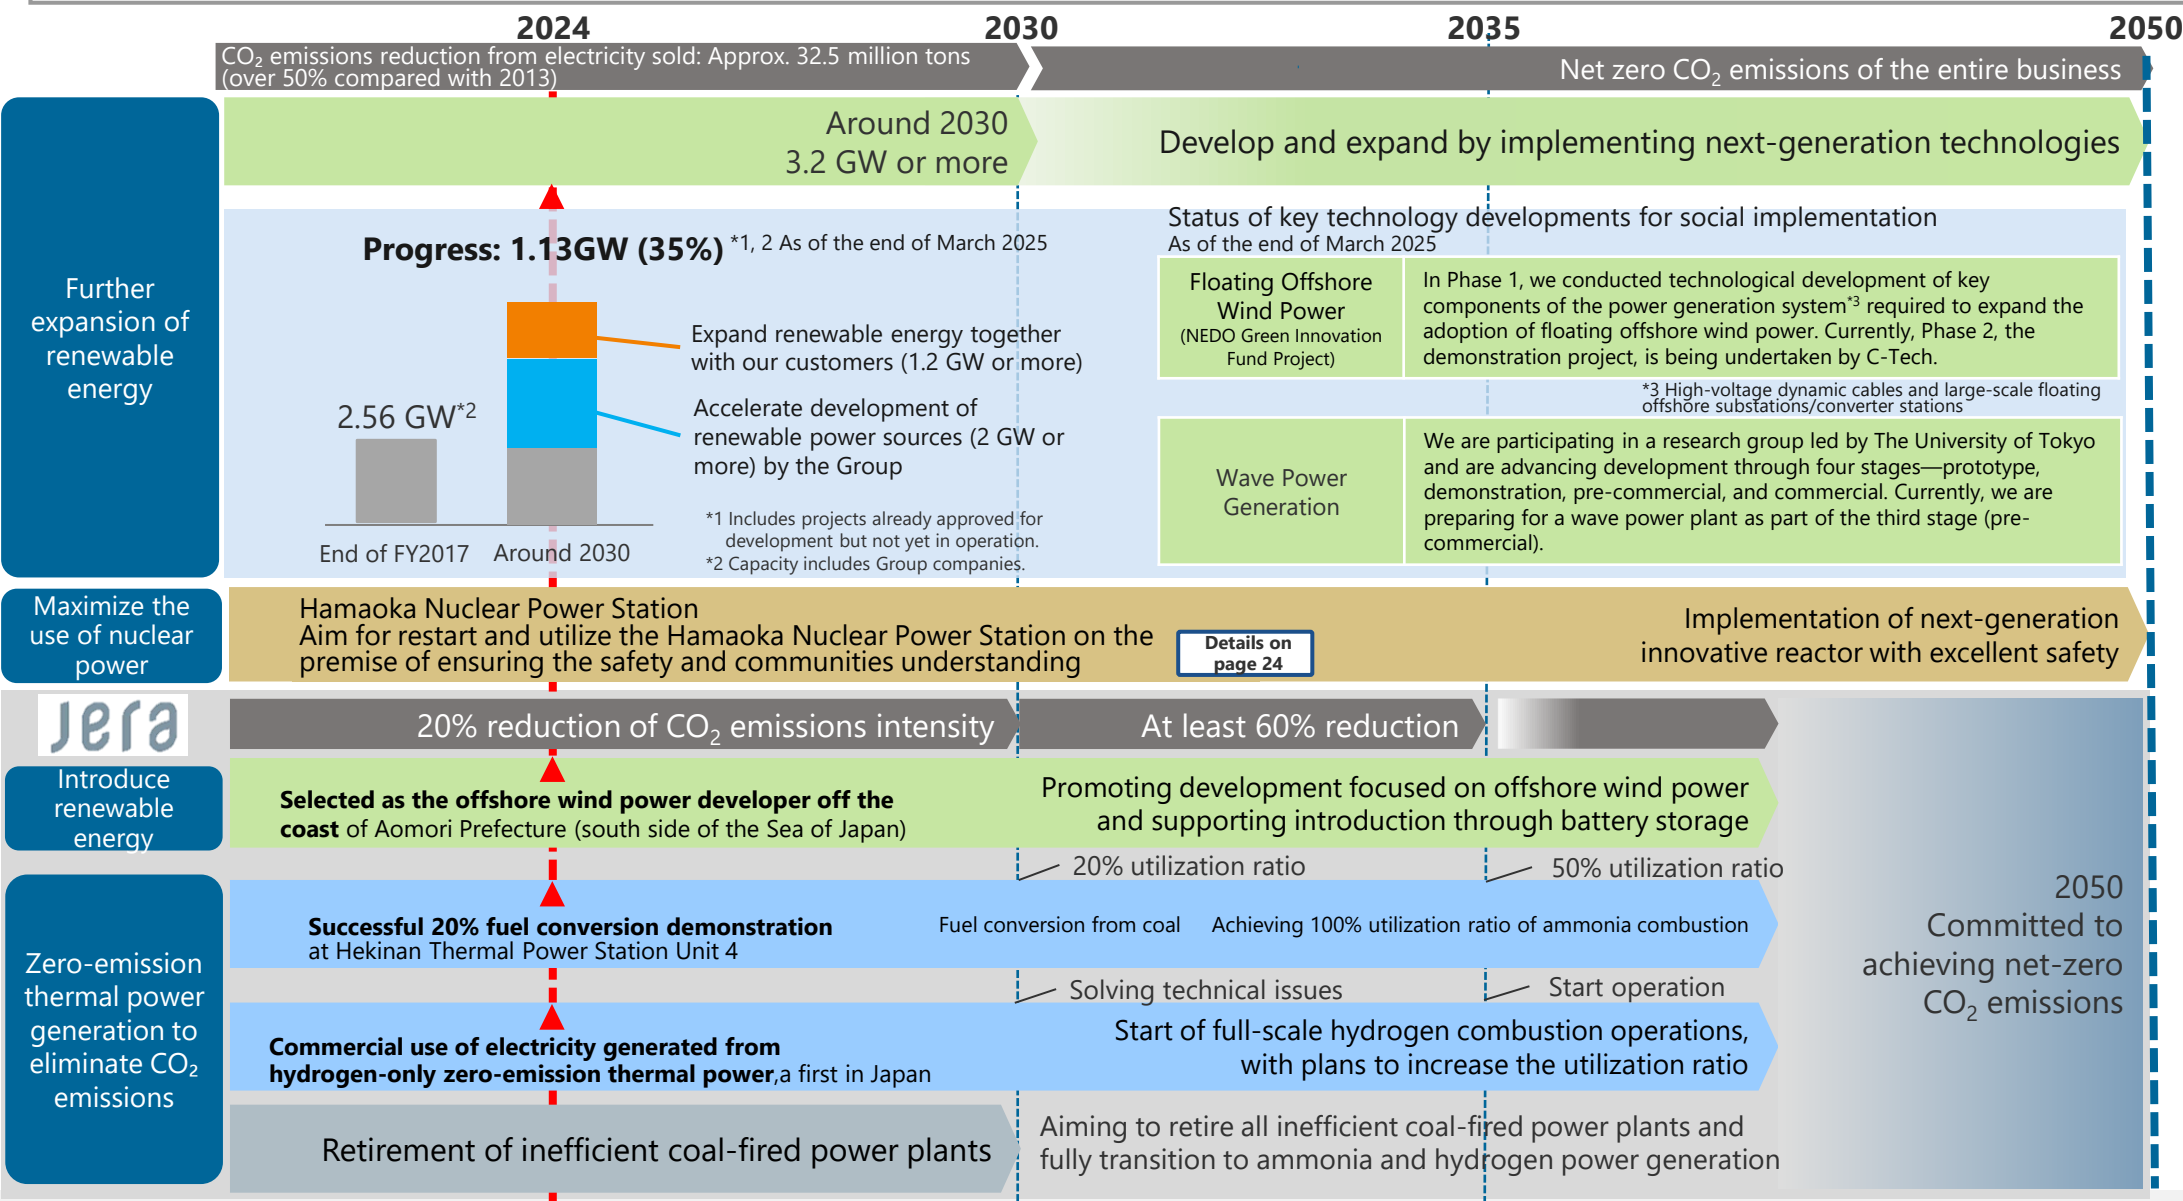 2024
2030
2035
2050
CO₂ emissions reduction from electricity sold: Approx. 32.5 million tons
(over 50% compared with 2013)
Net zero CO₂ emissions of the entire business
Further
expansion of
renewable
energy
Around 2030
3.2 GW or more
Develop and expand by implementing next-generation technologies
Progress: 1.13GW (35%) *1, 2 As of the end of March 2025
2.56 GW*2
End of FY2017
Around 2030
Expand renewable energy together
with our customers (1.2 GW or more)
Accelerate development of
renewable power sources (2 GW or
more) by the Group
*1 Includes projects already approved for
development but not yet in operation.
*2 Capacity includes Group companies.
Status of key technology developments for social implementation
As of the end of March 2025
Floating Offshore
Wind Power
(NEDO Green Innovation
Fund Project)
In Phase 1, we conducted technological development of key
components of the power generation system*3 required to expand the
adoption of floating offshore wind power. Currently, Phase 2, the
demonstration project, is being undertaken by C-Tech.
*3 High-voltage dynamic cables and large-scale floating
offshore substations/converter stations
Wave Power
Generation
We are participating in a research group led by The University of Tokyo
and are advancing development through four stages—prototype,
demonstration, pre-commercial, and commercial. Currently, we are
preparing for a wave power plant as part of the third stage (pre-
commercial).
Maximize the
use of nuclear
power
Hamaoka Nuclear Power Station
Aim for restart and utilize the Hamaoka Nuclear Power Station on the
premise of ensuring the safety and communities understanding
Details on
page 24
Implementation of next-generation
innovative reactor with excellent safety
Jera
20% reduction of CO₂ emissions intensity
At least 60% reduction
Introduce
renewable
energy
Selected as the offshore wind power developer off the
coast of Aomori Prefecture (south side of the Sea of Japan)
Promoting development focused on offshore wind power
and supporting introduction through battery storage
Zero-emission
thermal power
generation to
eliminate CO₂
emissions
20% utilization ratio
50% utilization ratio
Successful 20% fuel conversion demonstration
at Hekinan Thermal Power Station Unit 4
Fuel conversion from coal
Achieving 100% utilization ratio of ammonia combustion
Solving technical issues
Start operation
Commercial use of electricity generated from
hydrogen-only zero-emission thermal power,a first in Japan
Start of full-scale hydrogen combustion operations,
with plans to increase the utilization ratio
Retirement of inefficient coal-fired power plants
Aiming to retire all inefficient coal-fired power plants and
fully transition to ammonia and hydrogen power generation
2050
Committed to
achieving net-zero
CO₂ emissions